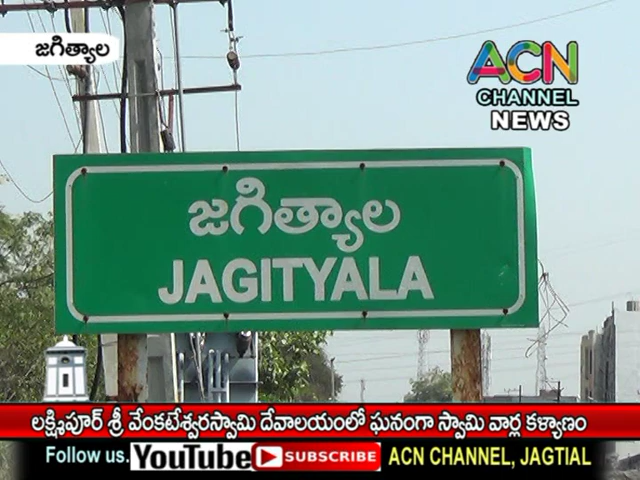 జగిత్యాల
ACN
CHANNEL
NEWS
జగిత్యాల
JAGITYALA
లక్ష్మిపూర్ శ్రీ వేంకటేశ్వరస్వామి దేవాలయంలో ఘనంగా స్వామి వార్ల కళ్యాణం
Follow us. YouTube SUBSCRIBE ACN CHANNEL, JAGTIAL